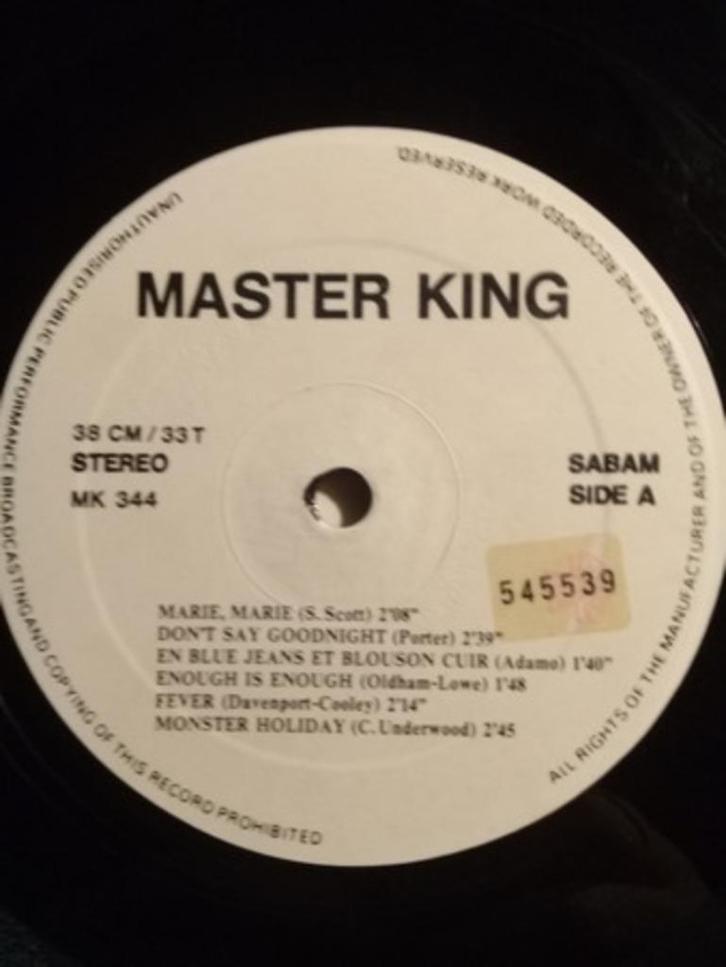 MASTER KING
38 CM / 33 T
STEREO
MK 344
SABAM
SIDE A
545539
MARIE, MARIE (S. Scott) 2'08"
DON'T SAY GOODNIGHT (Porter) 2'39"
EN BLUE JEANS ET BLOUSON CUIR (Adamo) 1'40"
ENOUGH IS ENOUGH (Oldham-Lowe) 1'48
FEVER (Davenport-Cooley) 2'14"
MONSTER HOLIDAY (C. Underwood) 2'45
ALL RIGHTS OF THE MANUFACTURER AND OF THE OWNER OF THE RECORDED WORK RESERVED.
UNAUTHORISED PUBLIC PERFORMANCE BROADCASTINGAND COPYING OF THIS RECORD PROHIBITED